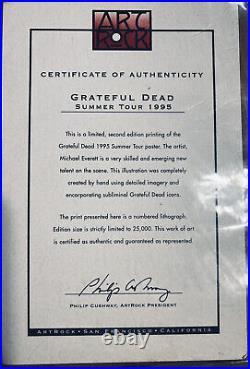 ART
ROCK
CERTIFICATE OF AUTHENTICITY
GRATEFUL DEAD
SUMMER TOUR 1995
This is a limited, second edition printing of the
Grateful Dead 1995 Summer Tour poster. The artist,
Michael Everett is a very skilled and emerging new
talent on the scene. This illustration was completely
created by hand using detailed imagery and
incorporating subliminal Grateful Dead icons.
The print presented here is a numbered lithograph.
Edition size is strictly limited to 25,000. This work of art
is certified as authentic and guaranteed as represented.
Philip Cushway
PHILIP CUSHWAY, ARTROCK PRESIDENT
ARTROCK • SAN FRANCISCO • CALIFORNIA